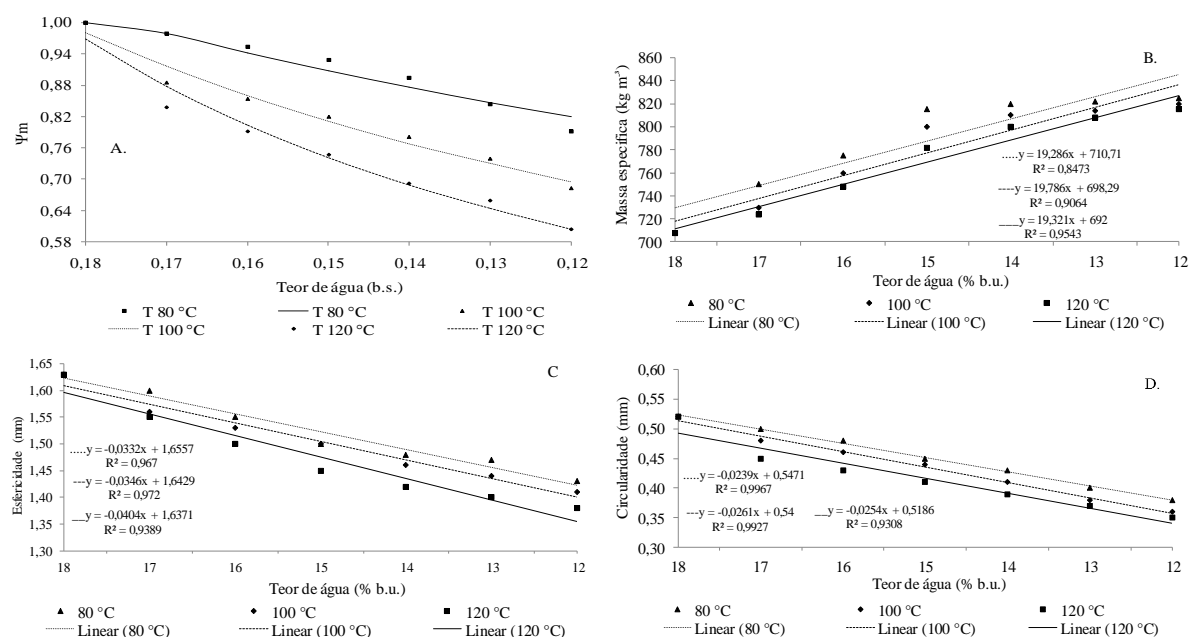 1,00
0,94
0,88
0,82
0,76
0,70
0,64
0,58
Ψm
A.
0,18 0,17 0,16 0,15 0,14 0,13 0,12
Teor de água (b.s.)
T 80 °C T 80 °C T 100 °C
T 100 °C T 120 °C T 120 °C
860
840
820
800
780
760
740
720
700
Massa específica (kg m⁻³)
B.
.....y = 19,286x + 710,71
R² = 0,8473
----y = 19,786x + 698,29
R² = 0,9064
___y = 19,321x + 692
R² = 0,9543
18 17 16 15 14 13 12
Teor de água (% b.u.)
80 °C 100 °C 120 °C
Linear (80 °C) Linear (100 °C) Linear (120 °C)
1,65
1,60
1,55
1,50
1,45
1,40
1,35
1,30
Esfericidade (mm)
C
.....y = -0,0332x + 1,6557
R² = 0,967
---y = -0,0346x + 1,6429
R² = 0,972
__y = -0,0404x + 1,6371
R² = 0,9389
18 17 16 15 14 13 12
Teor de água (% b.u.)
80 °C 100 °C 120 °C
Linear (80 °C) Linear (100 °C) Linear (120 °C)
0,60
0,55
0,50
0,45
0,40
0,35
0,30
Circularidade (mm)
D.
.....y = -0,0239x + 0,5471
R² = 0,9967
---y = -0,0261x + 0,54
R² = 0,9927
__y = -0,0254x + 0,5186
R² = 0,9308
18 17 16 15 14 13 12
Teor de água (% b.u.)
80 °C 100 °C 120 °C
Linear (80 °C) Linear (100 °C) Linear (120 °C)